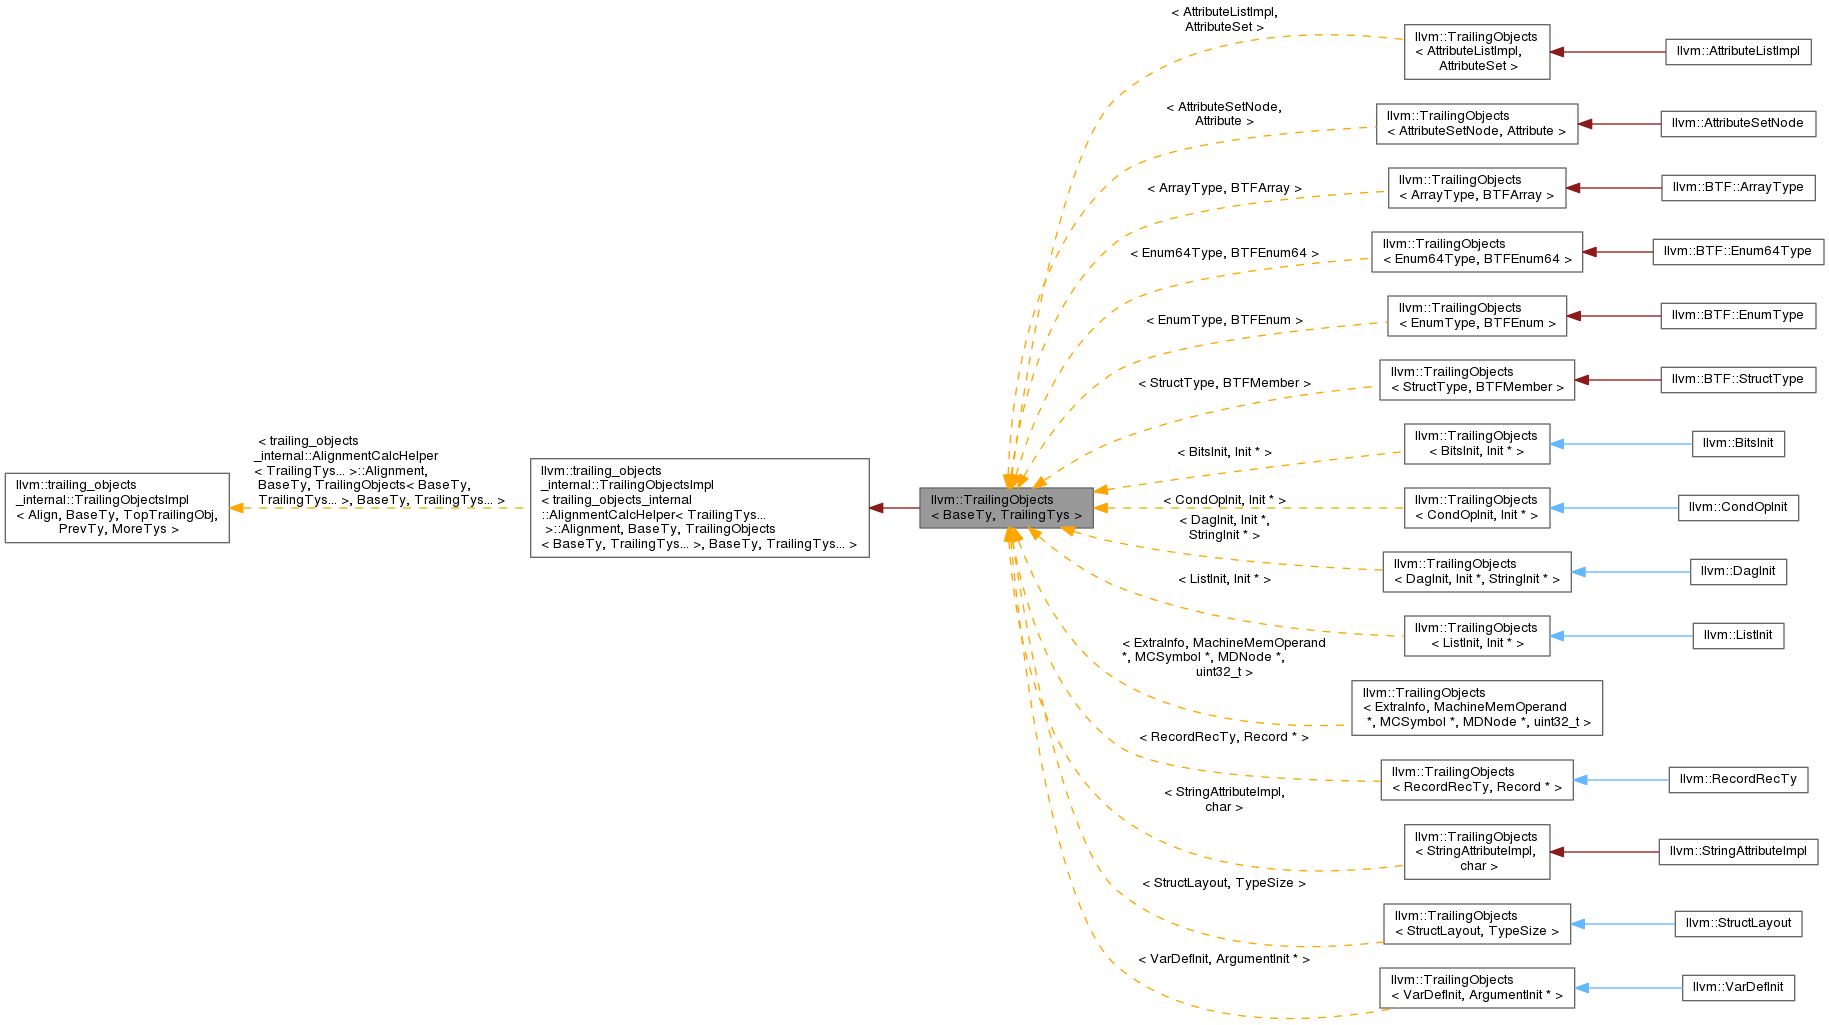 llvm::trailing_objects
_internal::TrailingObjectsImpl
< Align, BaseTy, TopTrailingObj,
PrevTy, MoreTys >
< trailing_objects
_internal::AlignmentCalcHelper
< TrailingTys... >::Alignment,
BaseTy, TrailingObjects< BaseTy,
TrailingTys... >, BaseTy, TrailingTys... >
llvm::trailing_objects
_internal::TrailingObjectsImpl
< trailing_objects_internal
::AlignmentCalcHelper< TrailingTys...
>::Alignment, BaseTy, TrailingObjects
< BaseTy, TrailingTys... >, BaseTy, TrailingTys... >
llvm::TrailingObjects
< BaseTy, TrailingTys >
< AttributeListImpl,
AttributeSet >
llvm::TrailingObjects
< AttributeListImpl,
AttributeSet >
llvm::AttributeListImpl
< AttributeSetNode,
Attribute >
llvm::TrailingObjects
< AttributeSetNode, Attribute >
llvm::AttributeSetNode
< ArrayType, BTFArray >
llvm::TrailingObjects
< ArrayType, BTFArray >
llvm::BTF::ArrayType
< Enum64Type, BTFEnum64 >
llvm::TrailingObjects
< Enum64Type, BTFEnum64 >
llvm::BTF::Enum64Type
< EnumType, BTFEnum >
llvm::TrailingObjects
< EnumType, BTFEnum >
llvm::BTF::EnumType
< StructType, BTFMember >
llvm::TrailingObjects
< StructType, BTFMember >
llvm::BTF::StructType
< BitsInit, Init * >
llvm::TrailingObjects
< BitsInit, Init * >
llvm::BitsInit
< CondOpInit, Init * >
llvm::TrailingObjects
< CondOpInit, Init * >
llvm::CondOpInit
< DagInit, Init *,
StringInit * >
llvm::TrailingObjects
< DagInit, Init *, StringInit * >
llvm::DagInit
< ListInit, Init * >
llvm::TrailingObjects
< ListInit, Init * >
llvm::ListInit
< ExtraInfo, MachineMemOperand
*, MCSymbol *, MDNode *,
uint32_t >
llvm::TrailingObjects
< ExtraInfo, MachineMemOperand
*, MCSymbol *, MDNode *, uint32_t >
< RecordRecTy, Record * >
llvm::TrailingObjects
< RecordRecTy, Record * >
llvm::RecordRecTy
< StringAttributeImpl,
char >
llvm::TrailingObjects
< StringAttributeImpl,
char >
llvm::StringAttributeImpl
< StructLayout, TypeSize >
llvm::TrailingObjects
< StructLayout, TypeSize >
llvm::StructLayout
< VarDefInit, ArgumentInit * >
llvm::TrailingObjects
< VarDefInit, ArgumentInit * >
llvm::VarDefInit